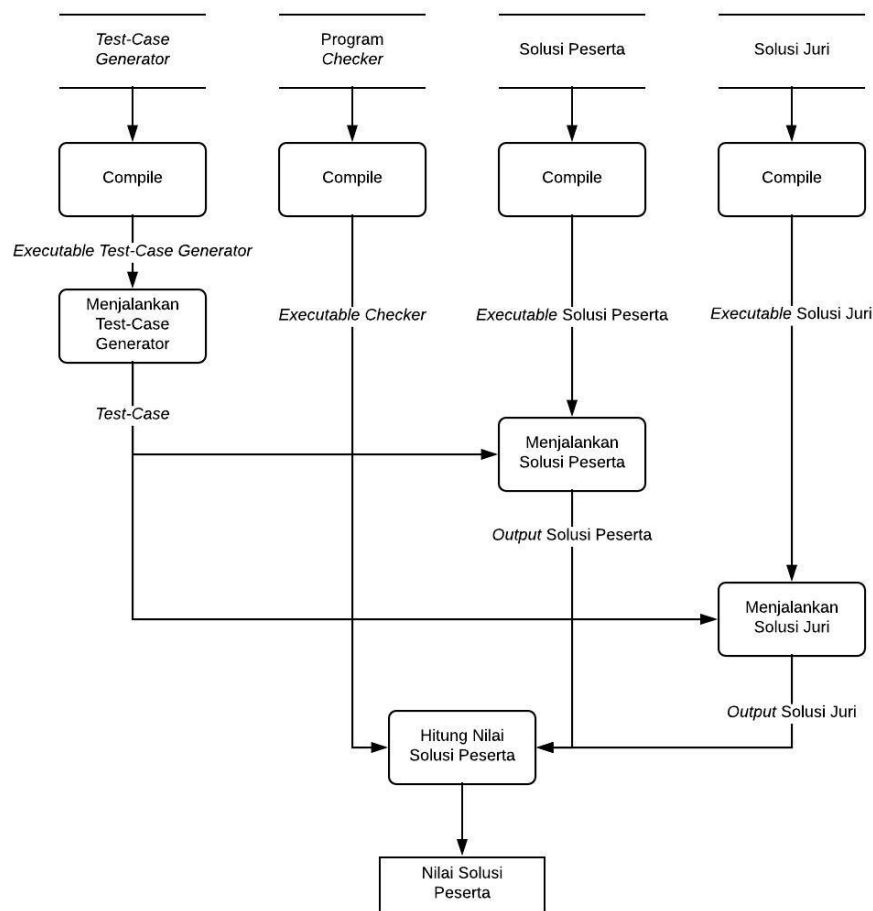 Test-Case
Generator
Program
Checker
Solusi Peserta
Solusi Juri
Compile
Compile
Compile
Compile
Executable Test-Case Generator
Menjalankan
Test-Case
Generator
Executable Checker
Executable Solusi Peserta
Executable Solusi Juri
Test-Case
Menjalankan
Solusi Peserta
Output Solusi Peserta
Menjalankan
Solusi Juri
Output Solusi Juri
Hitung Nilai
Solusi Peserta
Nilai Solusi
Peserta